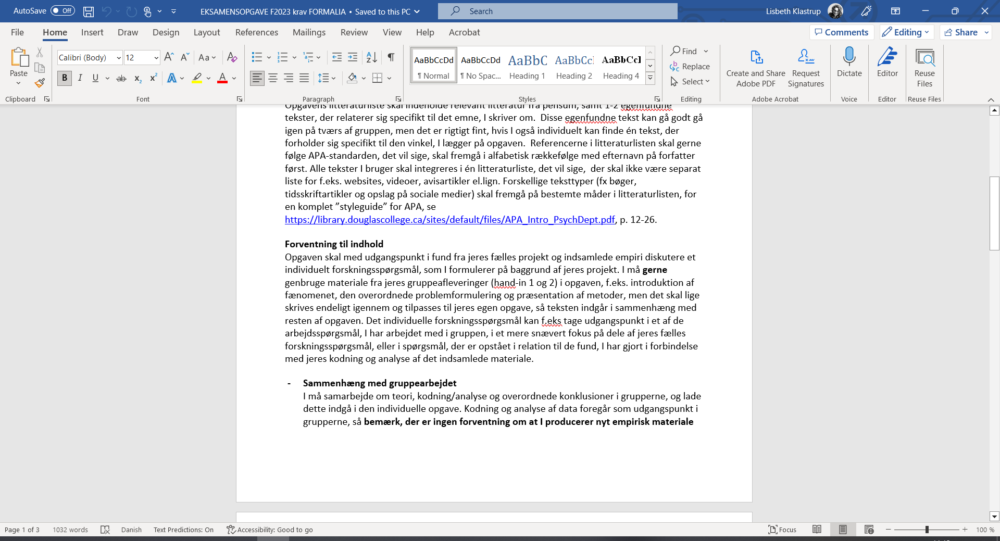 AutoSave Off EKSAMENSOPGAVE F2023 krav FORMALIA • Saved to this PC Search Lisbeth Klastrup
File Home Insert Draw Design Layout References Mailings Review View Help Acrobat Comments Editing Share
Paste
Clipboard
Calibri (Body) 12 Aa
B I U ab x₂ x² A A
Font
Paragraph
AaBbCcDd AaBbCcDd AaBbC AaBbCcl AaBbCcl
¶ Normal ¶ No Spac... Heading 1 Heading 2 Heading 4
Styles
Find
Replace
Select
Editing
Create and Share Adobe PDF
Request Signatures
Adobe Acrobat
Dictate
Voice
Editor
Editor
Reuse Files
Reuse Files
Opgavens litteraturliste skal indeholde relevant litteratur fra pensum, samt 1-2 egenfundne
tekster, der relaterer sig specifikt til det emne, I skriver om. Disse egenfundne tekst kan gå godt gå
igen på tværs af gruppen, men det er rigtigt fint, hvis I også individuelt kan finde én tekst, der
forholder sig specifikt til den vinkel, I lægger på opgaven. Referencerne i litteraturlisten skal gerne
følge APA-standarden, det vil sige, skal fremgå i alfabetisk rækkefølge med efternavn på forfatter
først. Alle tekster I bruger skal integreres i én litteraturliste, det vil sige, der skal ikke være separat
liste for f.eks. websites, videoer, avisartikler el.lign. Forskellige teksttyper (fx bøger,
tidsskriftartikler og opslag på sociale medier) skal fremgå på bestemte måder i litteraturlisten, for
en komplet ”styleguide” for APA, se
https://library.douglascollege.ca/sites/default/files/APA_Intro_PsychDept.pdf, p. 12-26.
Forventning til indhold
Opgaven skal med udgangspunkt i fund fra jeres fælles projekt og indsamlede empiri diskutere et
individuelt forskningsspørgsmål, som I formulerer på baggrund af jeres projekt. I må gerne
genbruge materiale fra jeres gruppeafleveringer (hand-in 1 og 2) i opgaven, f.eks. introduktion af
fænomenet, den overordnede problemformulering og præsentation af metoder, men det skal lige
skrives endeligt igennem og tilpasses til jeres egen opgave, så teksten indgår i sammenhæng med
resten af opgaven. Det individuelle forskningsspørgsmål kan f.eks tage udgangspunkt i et af de
arbejdsspørgsmål, I har arbejdet med i gruppen, i et mere snævert fokus på dele af jeres fælles
forskningsspørgsmål, eller i spørgsmål, der er opstået i relation til de fund, I har gjort i forbindelse
med jeres kodning og analyse af det indsamlede materiale.
- Sammenhæng med gruppearbejdet
I må samarbejde om teori, kodning/analyse og overordnede konklusioner i grupperne, og lade
dette indgå i den individuelle opgave. Kodning og analyse af data foregår som udgangspunkt i
grupperne, så bemærk, der er ingen forventning om at I producerer nyt empirisk materiale
Page 1 of 3 1032 words Danish Text Predictions: On Accessibility: Good to go Focus 100 %